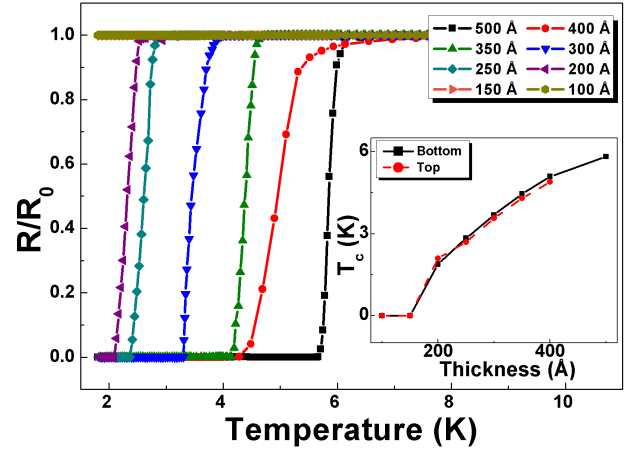 1.0
0.8
0.6
0.4
0.2
0.0
R/R0
2
4
6
8
10
Temperature (K)
500 Å
400 Å
350 Å
300 Å
250 Å
200 Å
150 Å
100 Å
Bottom
Top
6
3
0
Tc (K)
200
400
Thickness (Å)